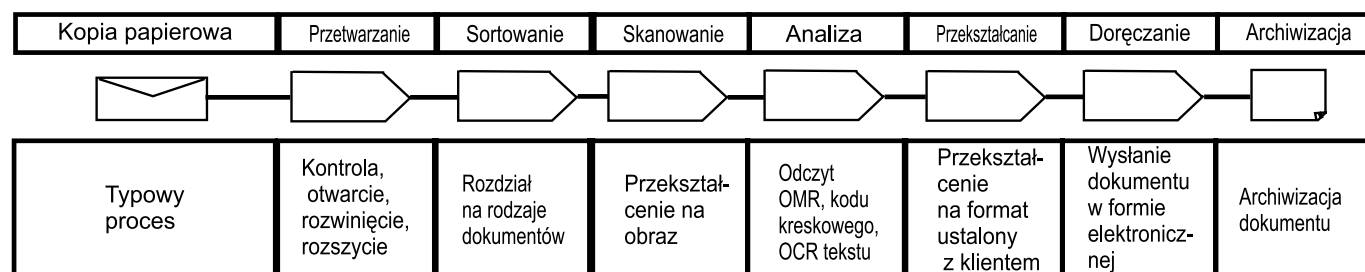 Kopia papierowa
Przetwarzanie
Sortowanie
Skanowanie
Analiza
Przekształcanie
Doręczanie
Archiwizacja
Typowy
proces
Kontrola,
otwarcie,
rozwinięcie,
rozszycie
Rozdział
na rodzaje
dokumentów
Przekształ-
cenie na
obraz
Odczyt
OMR, kodu
kreskowego,
OCR tekstu
Przekształ-
cenie
na format
ustalony
z klientem
Wysłanie
dokumentu
w formie
elektronicz-
nej
Archiwizacja
dokumentu